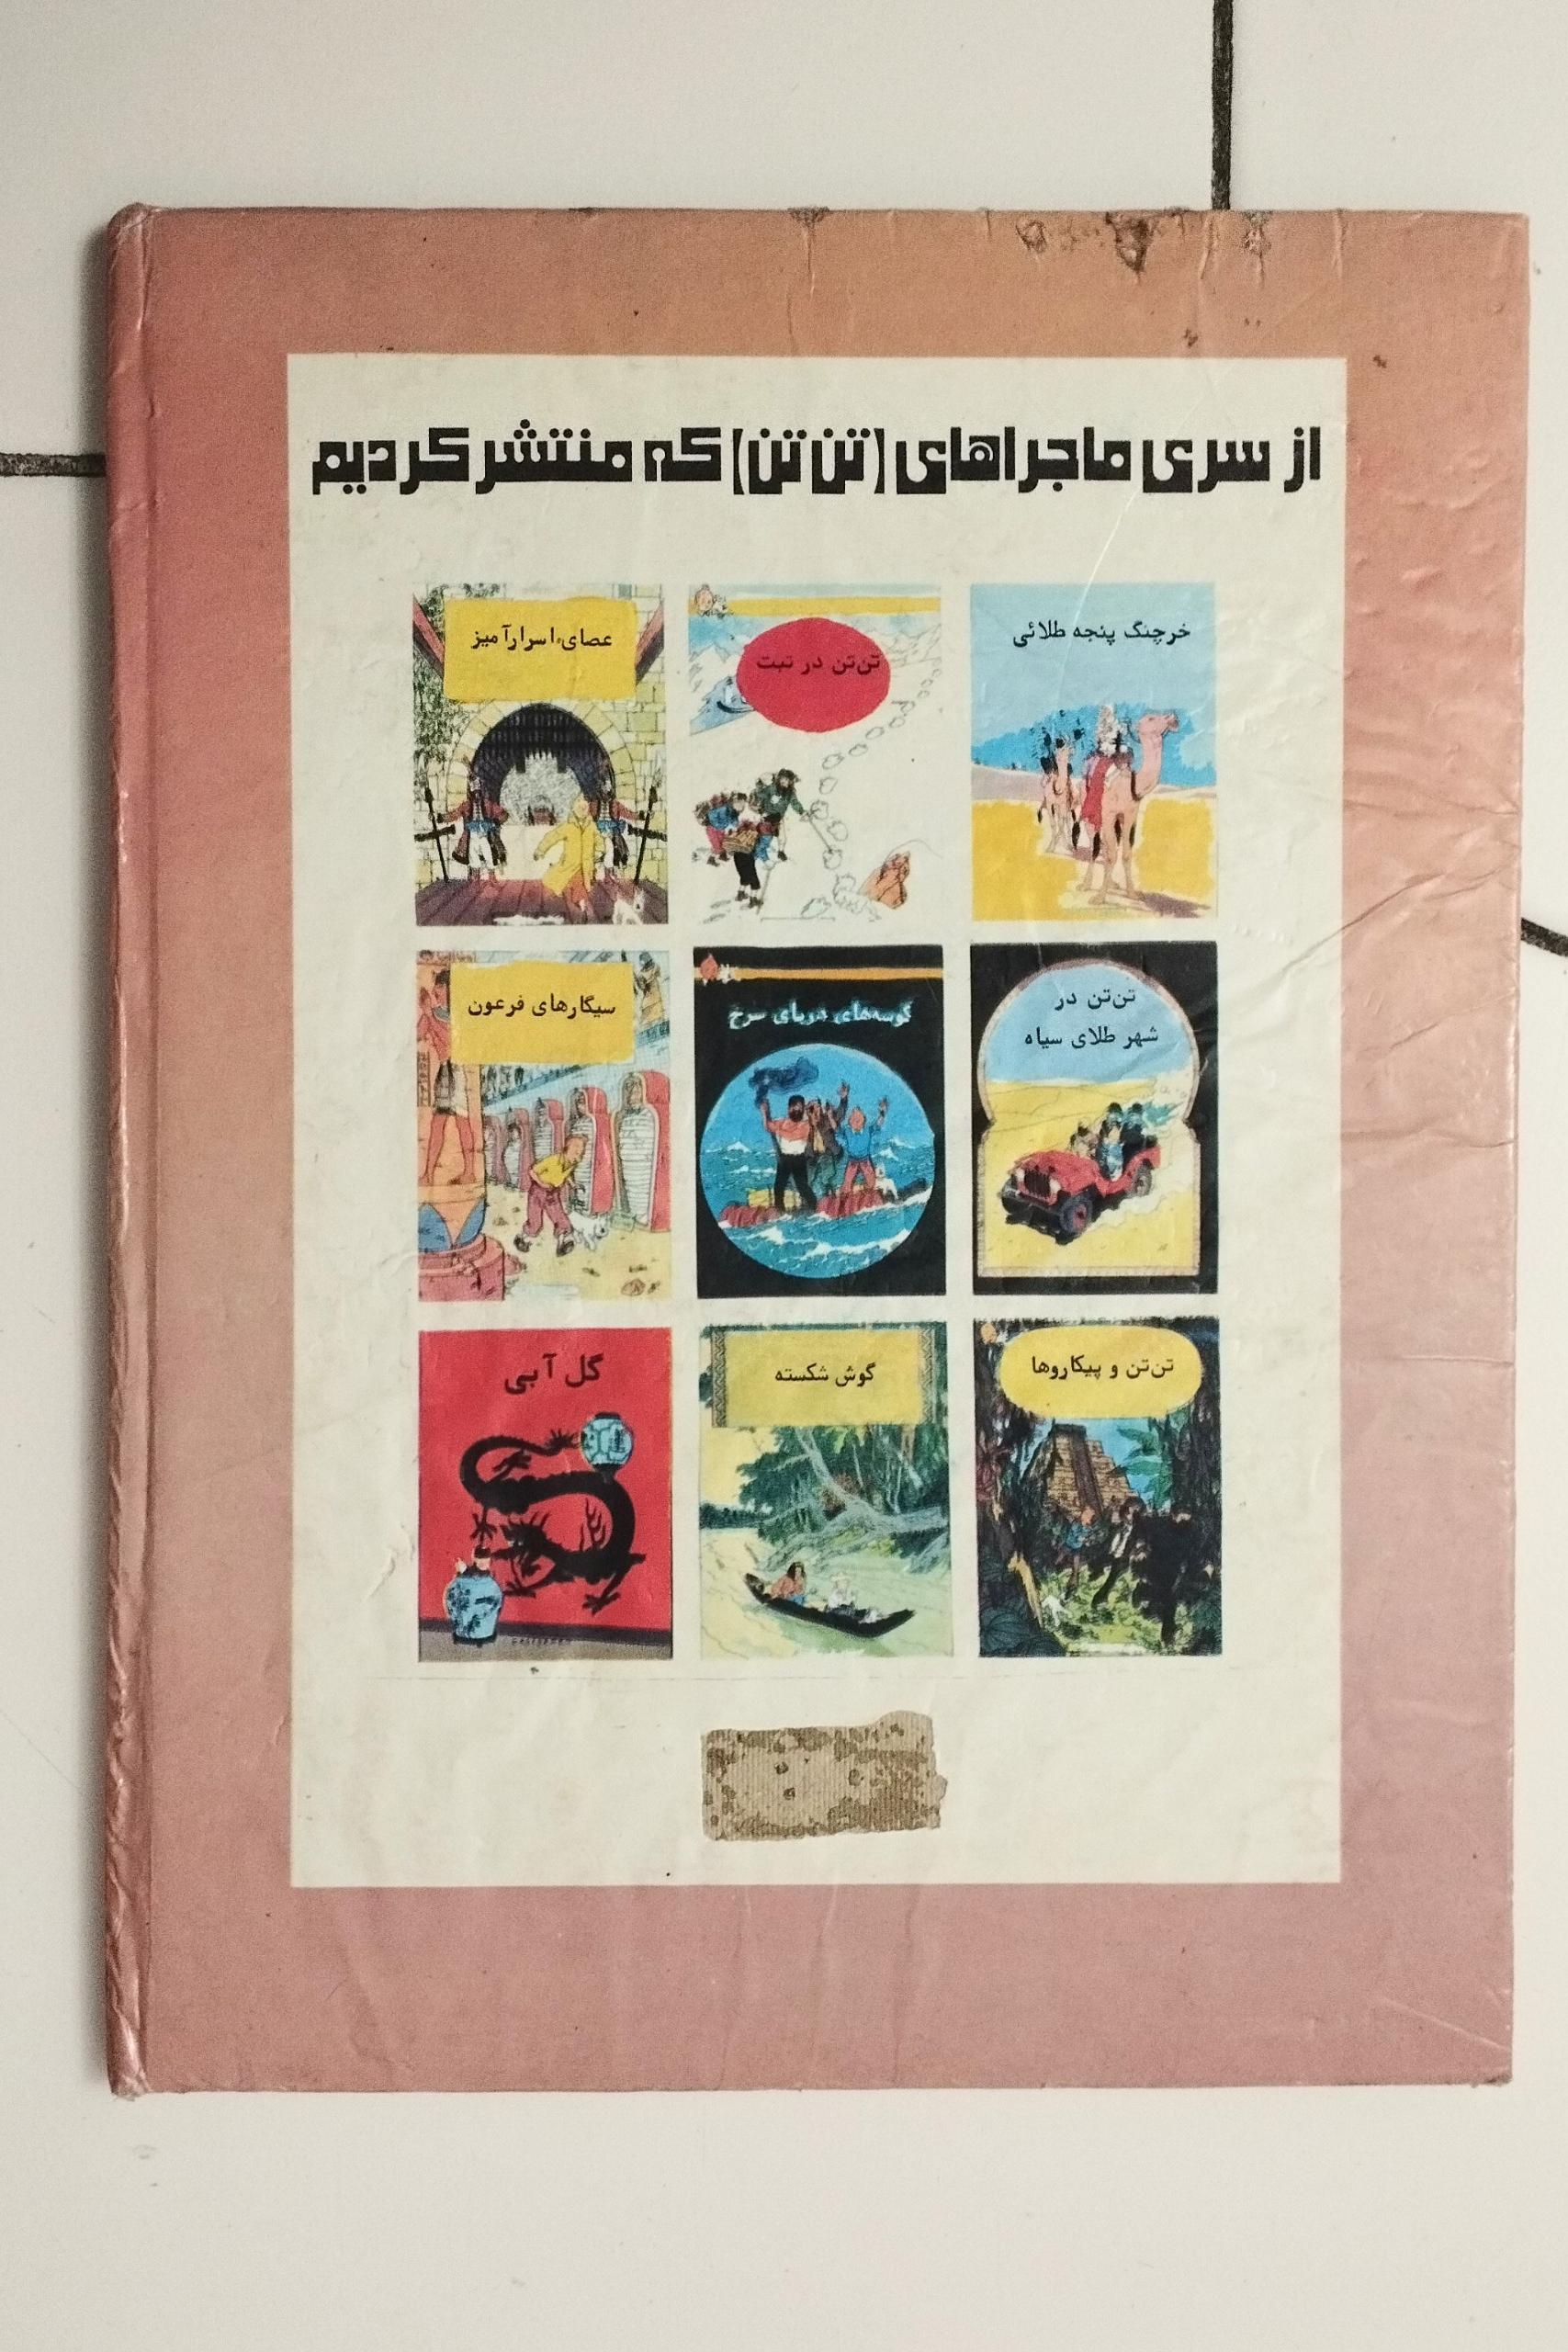 از سری ماجراهای (تن‌تن) که منتشر کردیم
خرچنگ پنجه طلائی
تن‌تن در تبت
عصای اسرارآمیز
تن‌تن در
شهر طلای سیاه
کوسه‌های دریای سرخ
سیگارهای فرعون
تن‌تن و پیکاروها
گوش شکسته
گل آبی